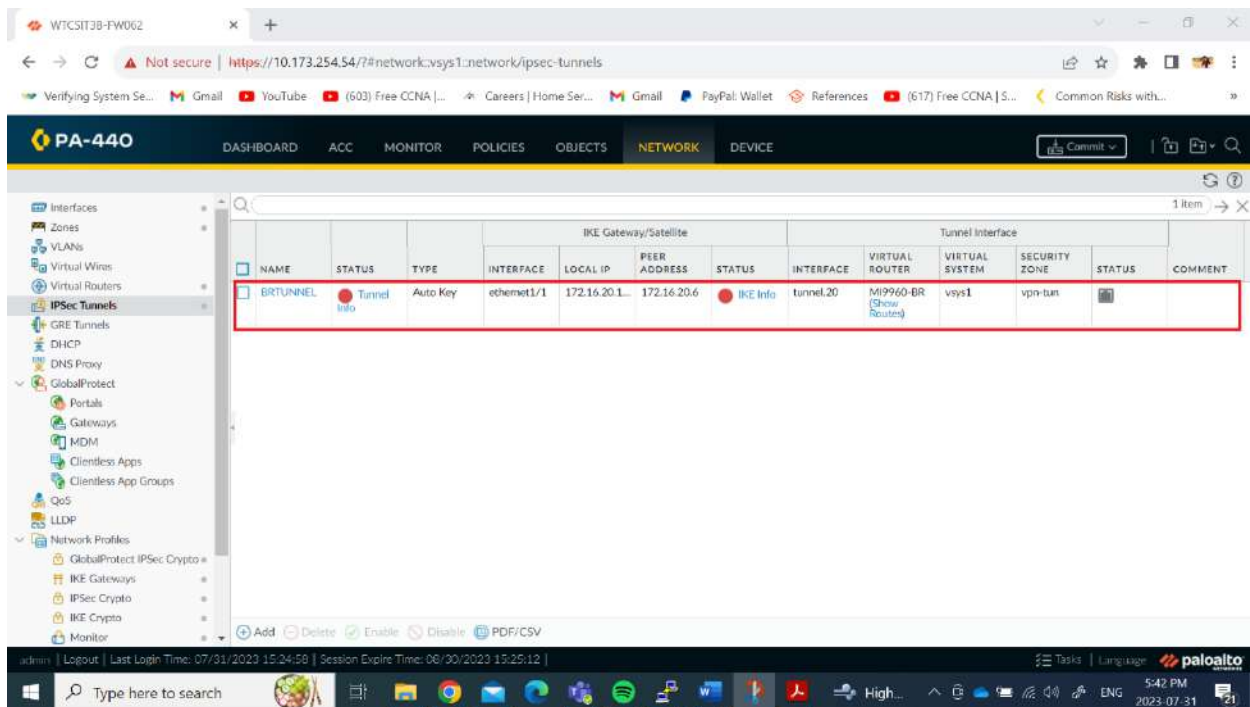 WTCSIT3B-FW062
Not secure | https://10.173.254.54/?#network::vsys1::network/ipsec-tunnels
Verifying System Se... Gmail YouTube (603) Free CCNA |... Careers | Home Ser... Gmail PayPal: Wallet References (617) Free CCNA | S... Common Risks with... »
PA-440 DASHBOARD ACC MONITOR POLICIES OBJECTS NETWORK DEVICE Commit
1 item
Interfaces
Zones
VLANs
Virtual Wires
Virtual Routers
IPSec Tunnels
GRE Tunnels
DHCP
DNS Proxy
GlobalProtect
Portals
Gateways
MDM
Clientless Apps
Clientless App Groups
QoS
LLDP
Network Profiles
GlobalProtect IPSec Crypto
IKE Gateways
IPSec Crypto
IKE Crypto
Monitor
IKE Gateway/Satellite Tunnel Interface
NAME STATUS TYPE INTERFACE LOCAL IP PEER ADDRESS STATUS INTERFACE VIRTUAL ROUTER VIRTUAL SYSTEM SECURITY ZONE STATUS COMMENT
BRTUNNEL Tunnel Info Auto Key ethernet1/1 172.16.20.1... 172.16.20.6 IKE Info tunnel.20 MI9960-BR (Show Routes) vsys1 vpn-tun
Add Delete Enable Disable PDF/CSV
admin | Logout | Last Login Time: 07/31/2023 15:24:58 | Session Expire Time: 08/30/2023 15:25:12 | Tasks | Language paloalto NETWORKS
Type here to search High... ENG 5:42 PM
2023-07-31 21